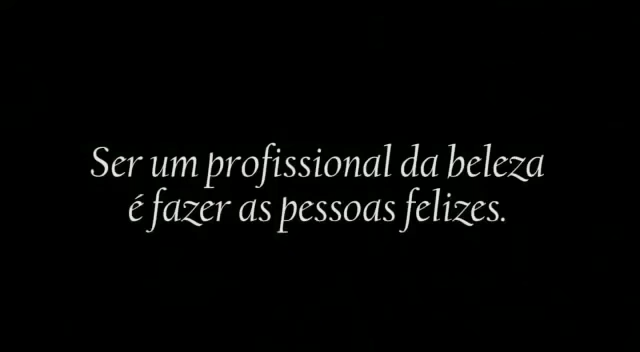 Ser um profissional da beleza
é fazer as pessoas felizes.